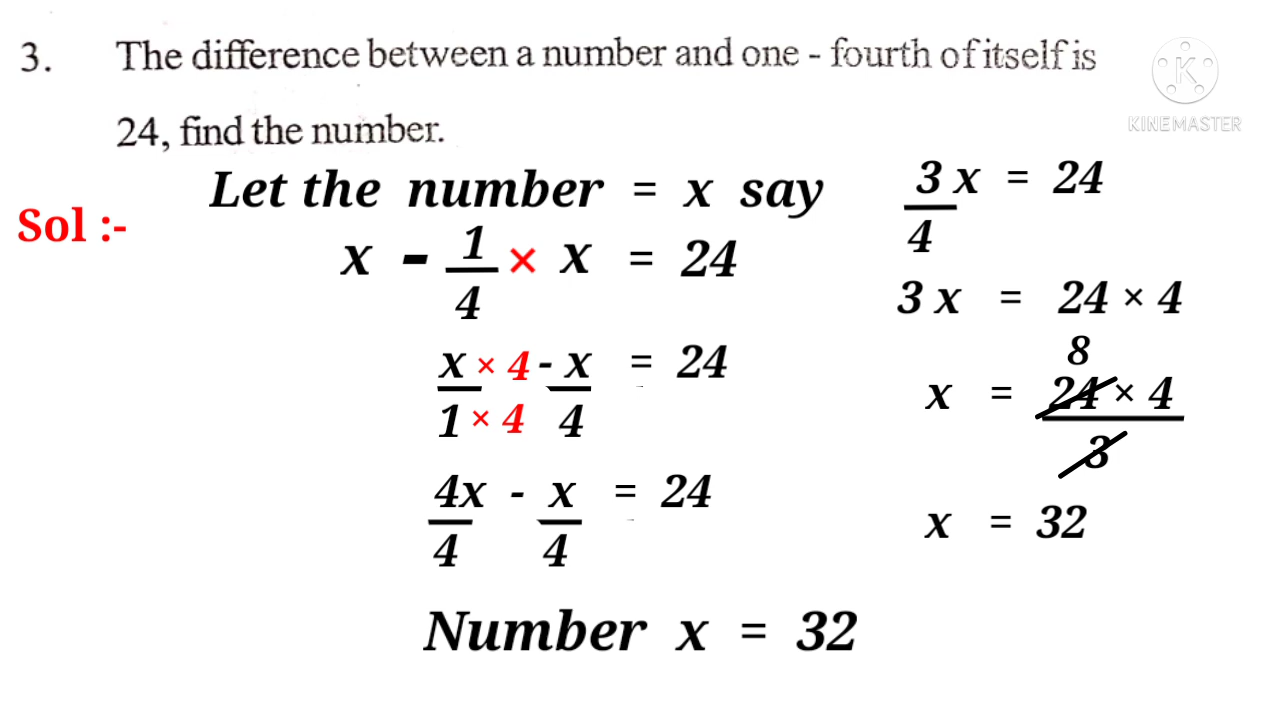 3. The difference between a number and one - fourth of itself is
24, find the number.
KINEMASTER
Sol :-
Let the number = x say
x - 1/4 × x = 24
x × 4/1 × 4 - x/4 = 24
4x/4 - x/4 = 24
3 x/4 = 24
3 x = 24 × 4
8
x = 24 × 4/3
x = 32
Number x = 32